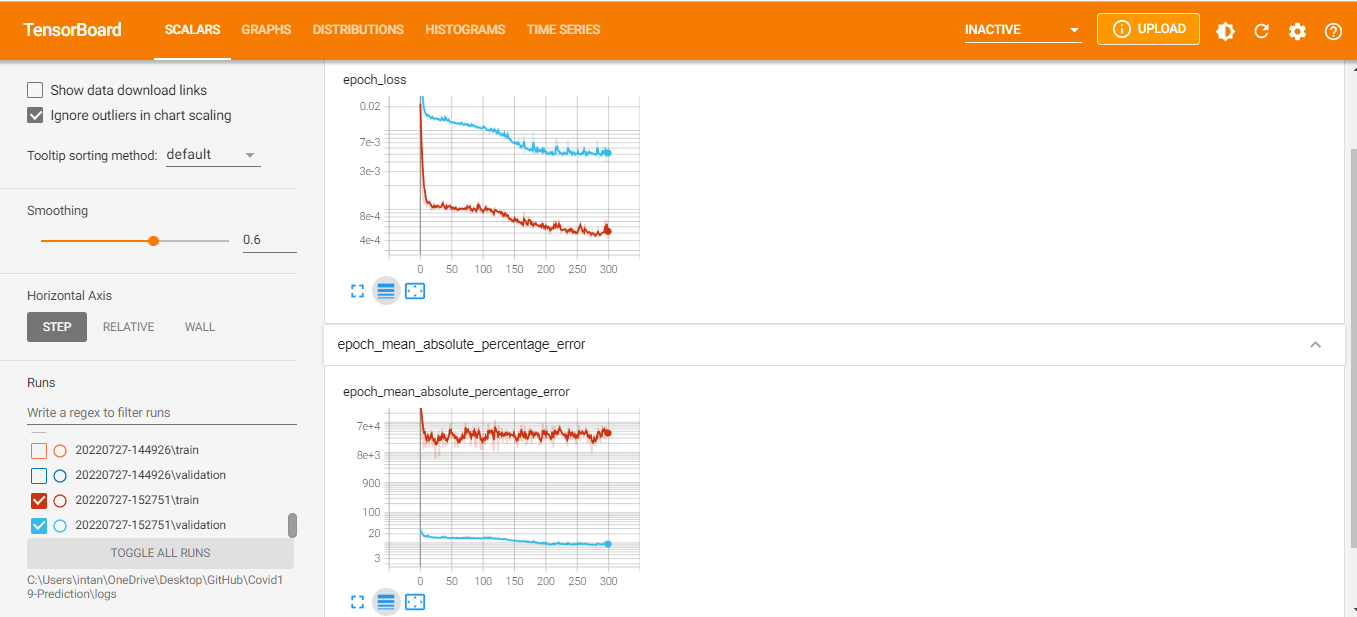 TensorBoard SCALARS GRAPHS DISTRIBUTIONS HISTOGRAMS TIME SERIES INACTIVE UPLOAD
Show data download links
Ignore outliers in chart scaling
Tooltip sorting method: default
Smoothing
0.6
Horizontal Axis
STEP RELATIVE WALL
Runs
Write a regex to filter runs
20220727-144926\train
20220727-144926\validation
20220727-152751\train
20220727-152751\validation
TOGGLE ALL RUNS
C:\Users\intan\OneDrive\Desktop\GitHub\Covid1
9-Prediction\logs
epoch_loss
0.02
7e-3
3e-3
8e-4
4e-4
0 50 100 150 200 250 300
epoch_mean_absolute_percentage_error
epoch_mean_absolute_percentage_error
7e+4
8e+3
900
100
20
3
0 50 100 150 200 250 300